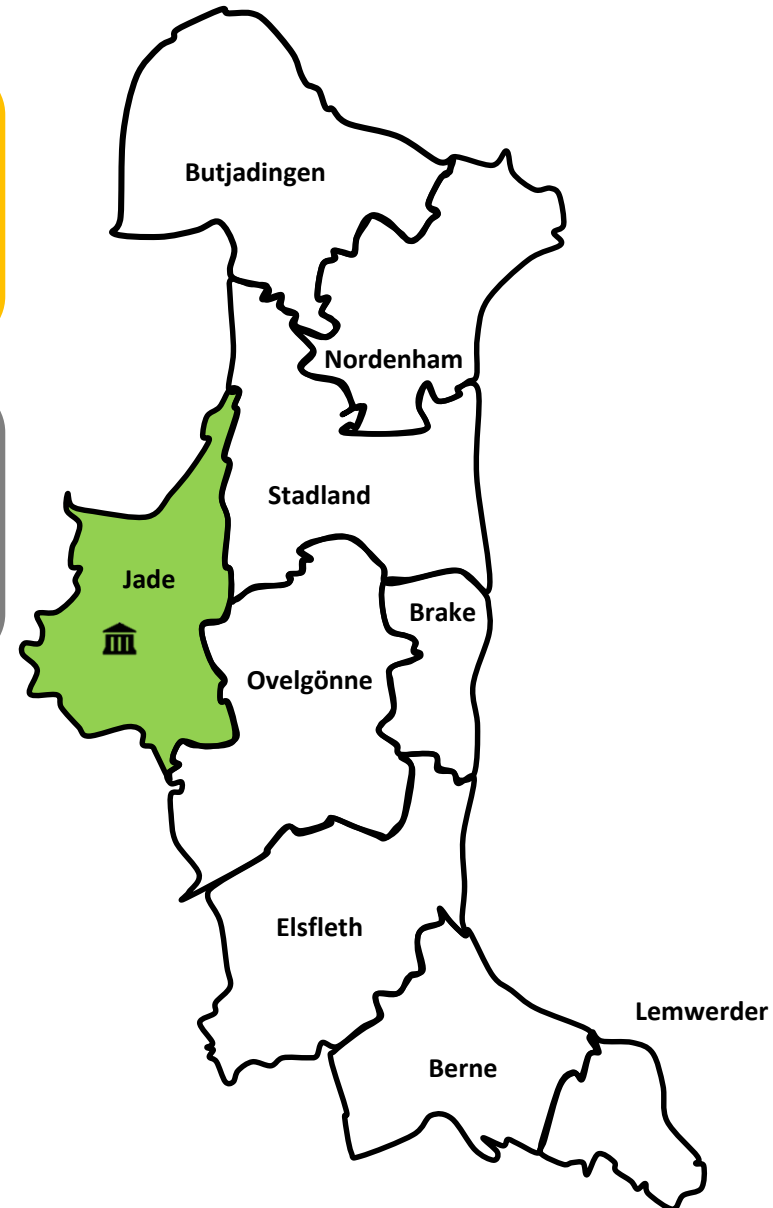 Butjadingen
Nordenham
Stadland
Jade
Brake
Ovelgönne
Elsfleth
Lemwerder
Berne